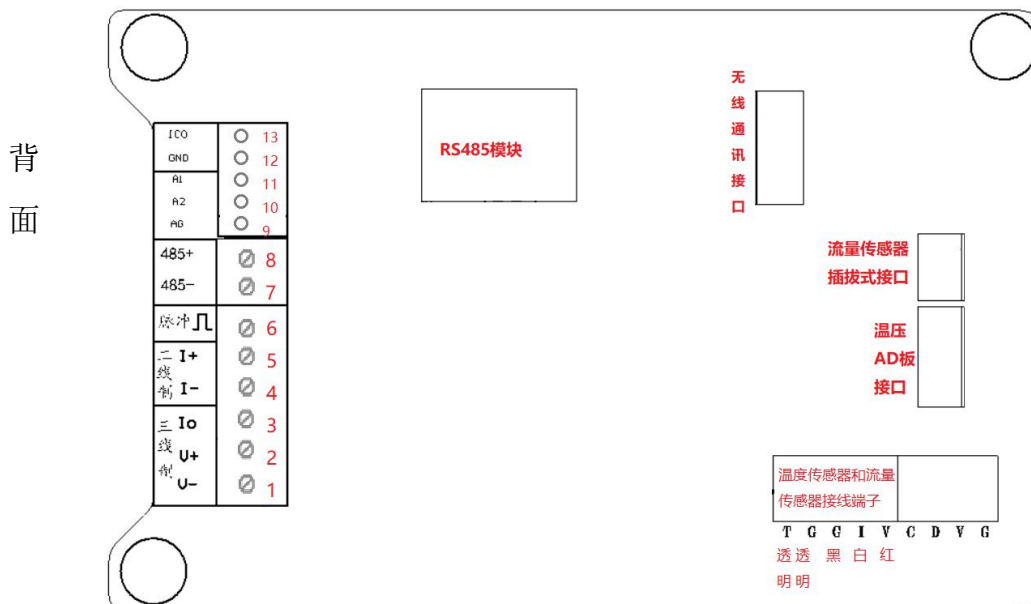 背
面
ICO 13
GND 12
A1 11
A2 10
AG 9
485+ 8
485- 7
脉冲 6
二线制
I+ 5
I- 4
三线制
Io 3
V+ 2
V- 1
RS485模块
无线通讯接口
流量传感器
插拔式接口
温压
AD板
接口
温度传感器和流量
传感器接线端子
T G G I V C D V G
透 透 黑 白 红
明 明